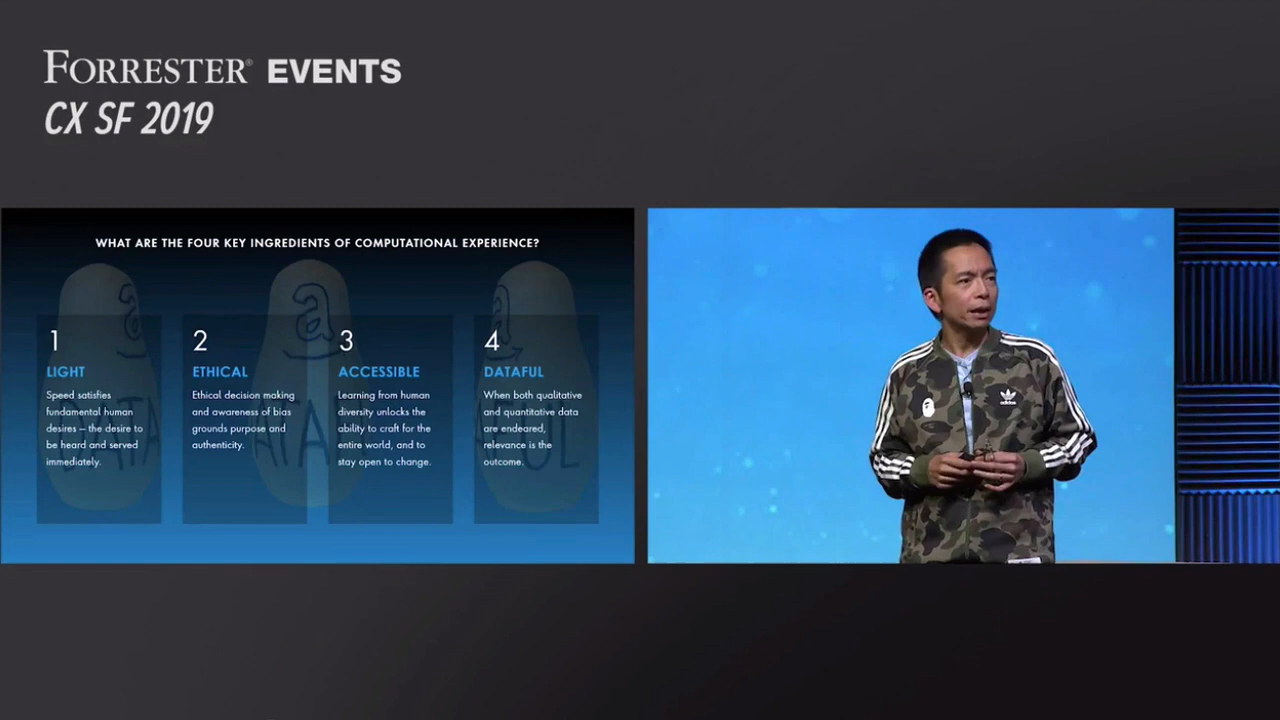 FORRESTER® EVENTS
CX SF 2019
WHAT ARE THE FOUR KEY INGREDIENTS OF COMPUTATIONAL EXPERIENCE?
1
LIGHT
Speed satisfies
fundamental human
desires – the desire to
be heard and served
immediately.
2
ETHICAL
Ethical decision making
and awareness of bias
grounds purpose and
authenticity.
3
ACCESSIBLE
Learning from human
diversity unlocks the
ability to craft for the
entire world, and to
stay open to change.
4
DATAFUL
When both qualitative
and quantitative data
are endeared,
relevance is the
outcome.
a
a
a
DATA
DATA
FUL
adidas